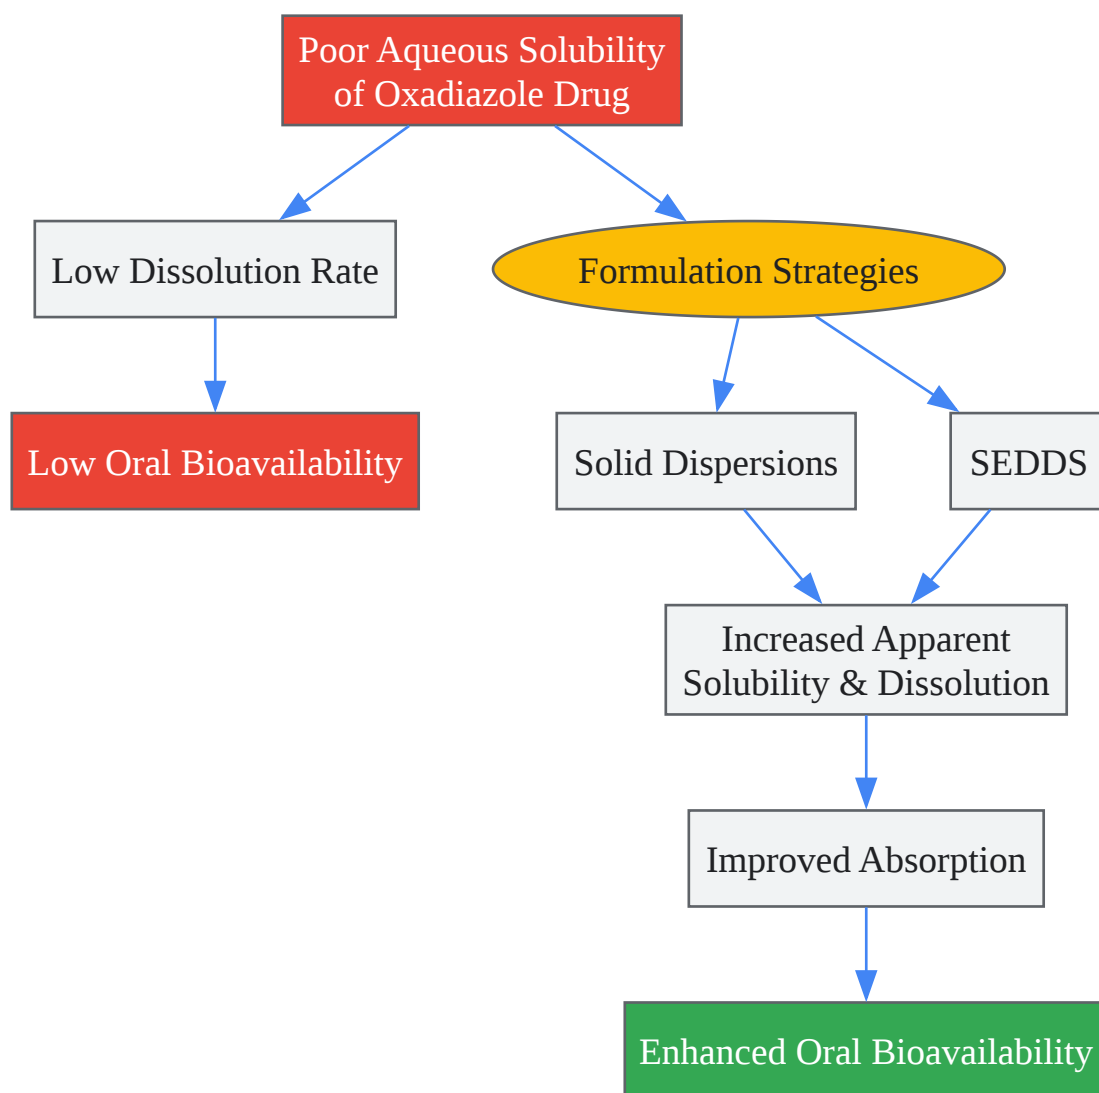 Poor Aqueous Solubility
of Oxadiazole Drug
Low Dissolution Rate
Formulation Strategies
Low Oral Bioavailability
Solid Dispersions
SEDDS
Increased Apparent
Solubility & Dissolution
Improved Absorption
Enhanced Oral Bioavailability